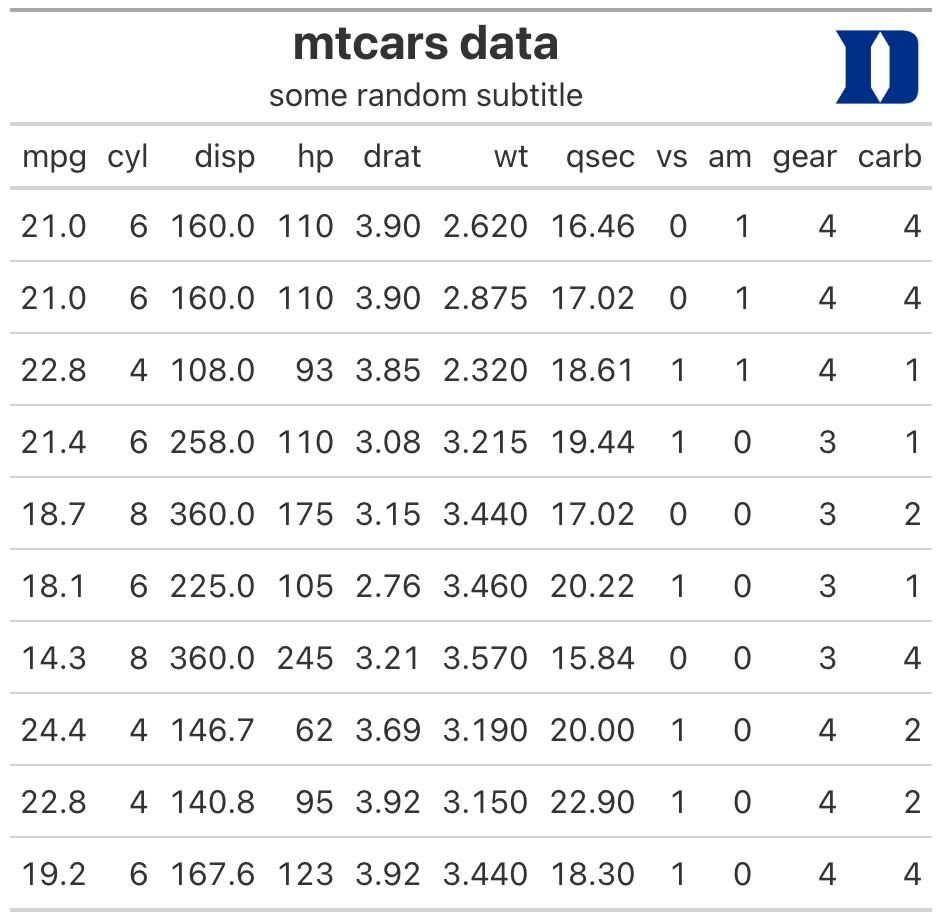 mtcars data
some random subtitle
D
mpg cyl disp hp drat wt qsec vs am gear carb
21.0 6 160.0 110 3.90 2.620 16.46 0 1 4 4
21.0 6 160.0 110 3.90 2.875 17.02 0 1 4 4
22.8 4 108.0 93 3.85 2.320 18.61 1 1 4 1
21.4 6 258.0 110 3.08 3.215 19.44 1 0 3 1
18.7 8 360.0 175 3.15 3.440 17.02 0 0 3 2
18.1 6 225.0 105 2.76 3.460 20.22 1 0 3 1
14.3 8 360.0 245 3.21 3.570 15.84 0 0 3 4
24.4 4 146.7 62 3.69 3.190 20.00 1 0 4 2
22.8 4 140.8 95 3.92 3.150 22.90 1 0 4 2
19.2 6 167.6 123 3.92 3.440 18.30 1 0 4 4